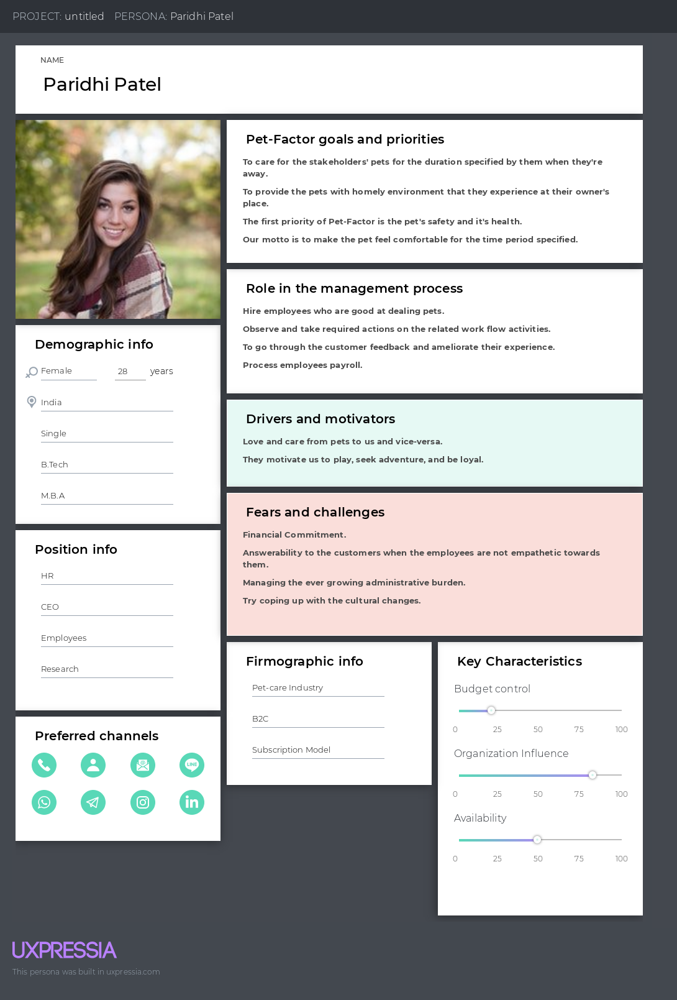 PROJECT: untitled PERSONA: Paridhi Patel
NAME
Paridhi Patel
Pet-Factor goals and priorities
To care for the stakeholders' pets for the duration specified by them when they're
away.
To provide the pets with homely environment that they experience at their owner's
place.
The first priority of Pet-Factor is the pet's safety and it's health.
Our motto is to make the pet feel comfortable for the time period specified.
Role in the management process
Hire employees who are good at dealing pets.
Observe and take required actions on the related work flow activities.
To go through the customer feedback and ameliorate their experience.
Process employees payroll.
Demographic info
Female 28 years
India
Single
B.Tech
M.B.A
Drivers and motivators
Love and care from pets to us and vice-versa.
They motivate us to play, seek adventure, and be loyal.
Fears and challenges
Financial Commitment.
Answerability to the customers when the employees are not empathetic towards
them.
Managing the ever growing administrative burden.
Try coping up with the cultural changes.
Position info
HR
CEO
Employees
Research
Firmographic info
Pet-care Industry
B2C
Subscription Model
Key Characteristics
Budget control
0 25 50 75 100
Organization Influence
0 25 50 75 100
Availability
0 25 50 75 100
Preferred channels
LINE
in
UXPRESSIA
This persona was built in uxpressia.com